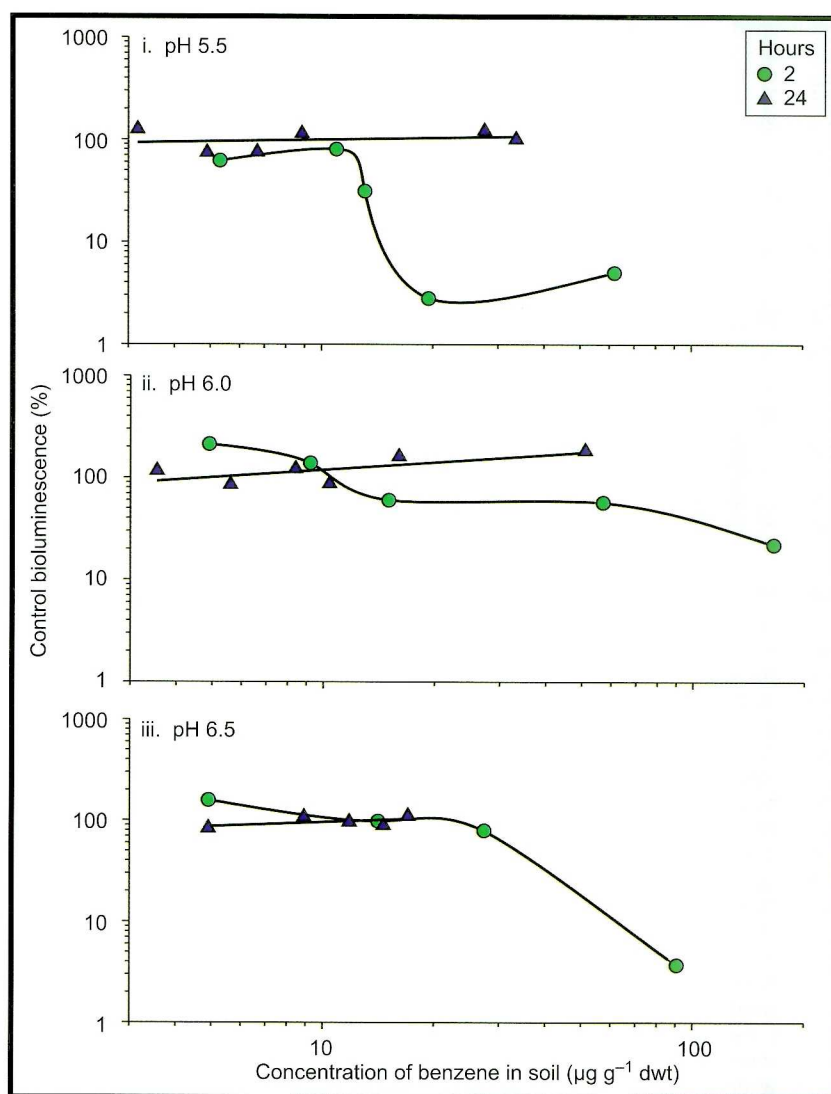 Hours
2
24
i. pH 5.5
1000
100
10
1
ii. pH 6.0
1000
100
10
1
iii. pH 6.5
1000
100
10
1
10 100
Control bioluminescence (%)
Concentration of benzene in soil (µg g⁻¹ dwt)